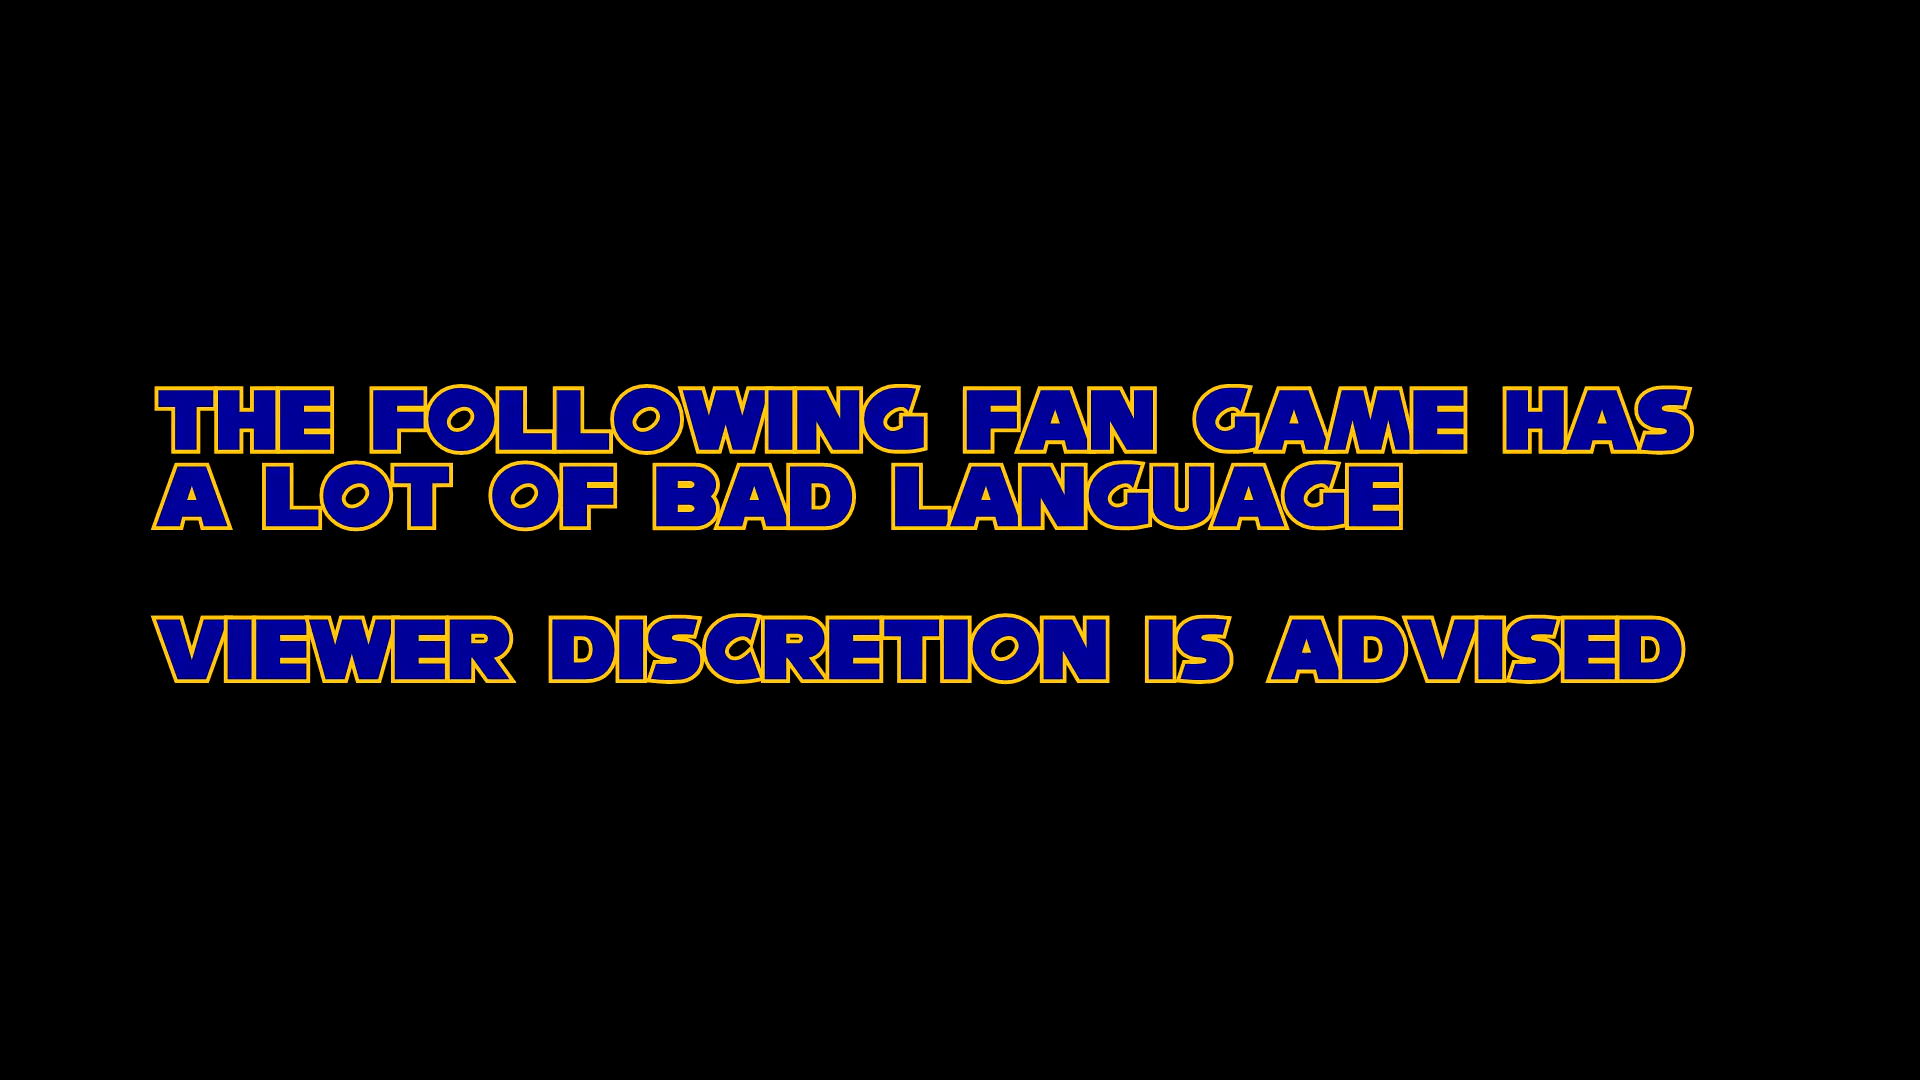 THE FOLLOWING FAN GAME HAS
A LOT OF BAD LANGUAGE
VIEWER DISCRETION IS ADVISED